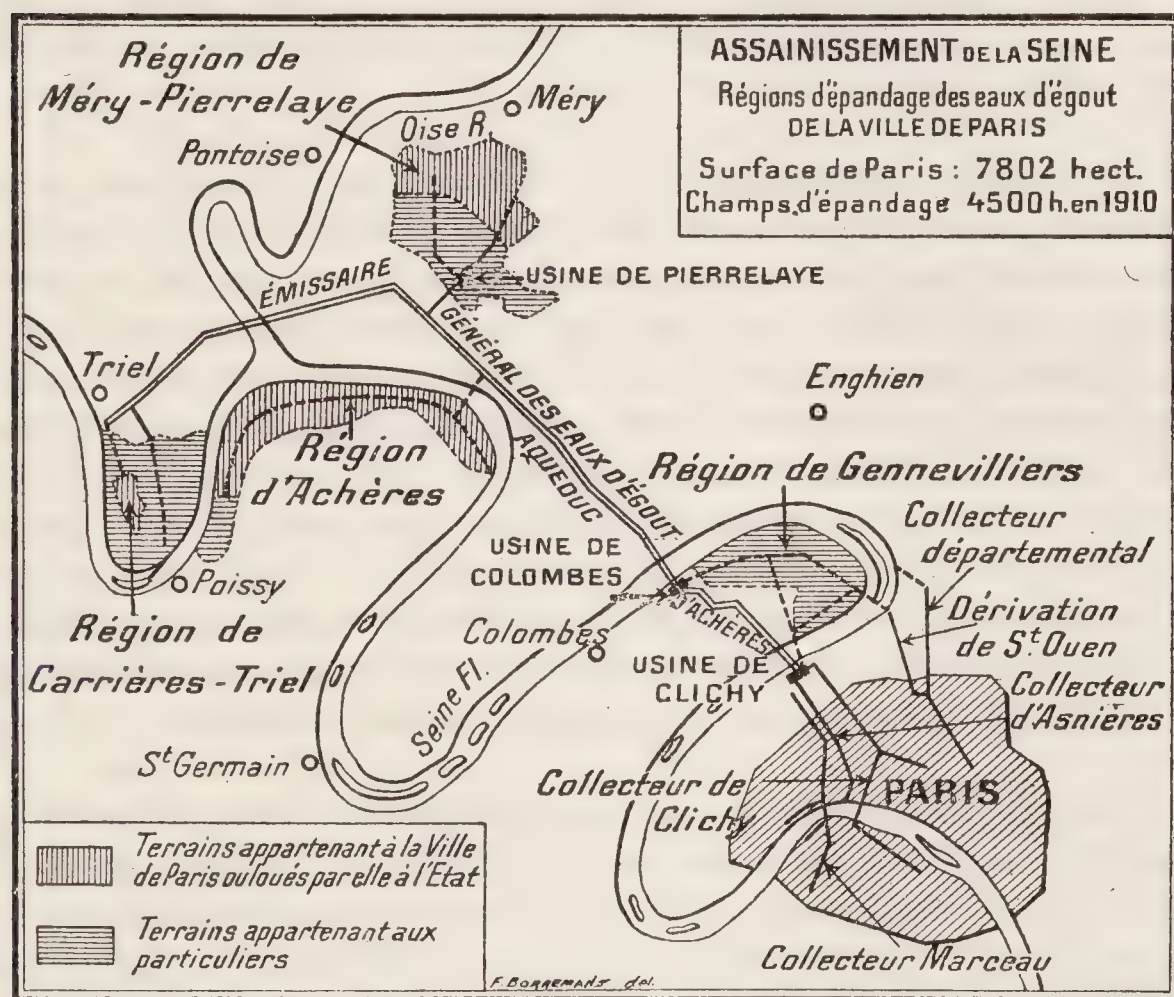 ASSAINISSEMENT DE LA SEINE
Régions d'épandage des eaux d'égout
DE LA VILLE DE PARIS
Surface de Paris : 7802 hect.
Champs d'épandage 4500 h. en 1910
Région de
Méry-Pierrelaye
Méry
Oise R.
Pontoise
USINE DE PIERRELAYE
ÉMISSAIRE
GÉNÉRAL DES EAUX D'ÉGOUT
Triel
Enghien
Région
d'Achères
AQUEDUC
D'ACHÈRES
Région de Gennevilliers
Collecteur
départemental
USINE DE
COLOMBES
Poissy
Dérivation
de St. Ouen
Région de
Carrières-Triel
Colombes
USINE DE
CLICHY
Collecteur
d'Asnières
Seine Fl.
St Germain
Collecteur de
Clichy
PARIS
Terrains appartenant à la Ville
de Paris ou loués par elle à l'Etat
Terrains appartenant aux
particuliers
Collecteur Marceau
F. BORREMANS del.